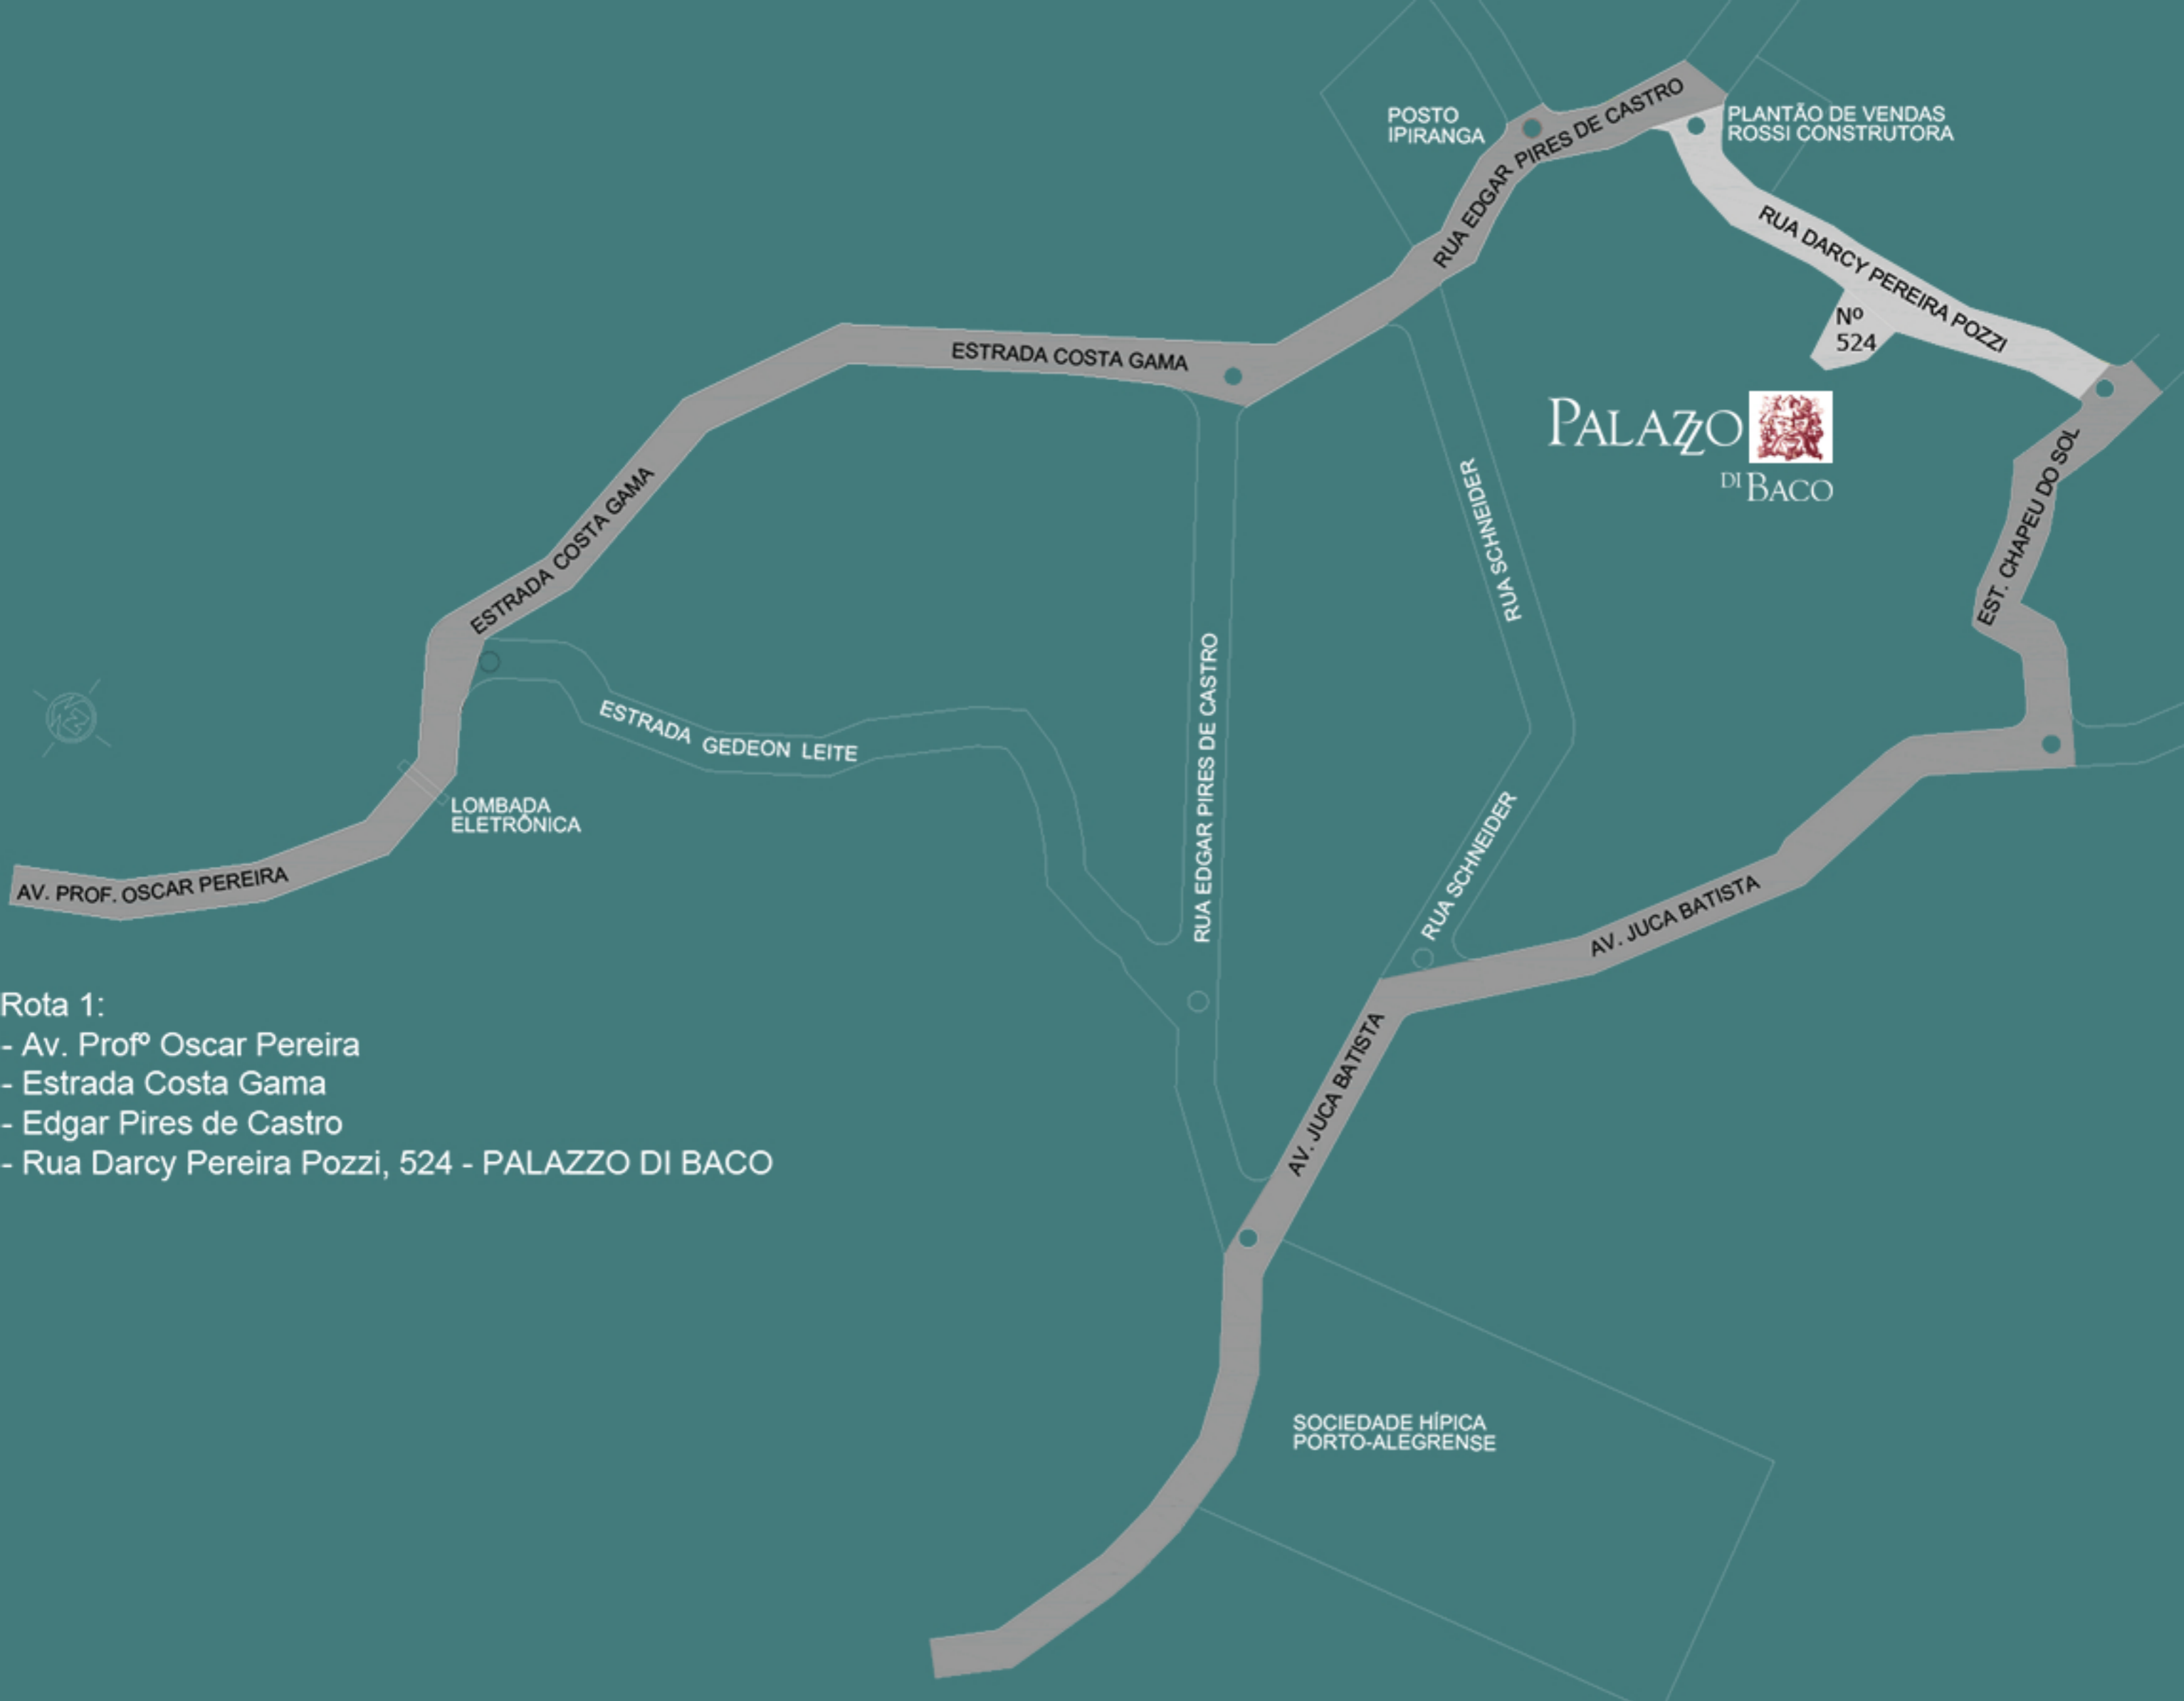 POSTO
IPIRANGA
RUA EDGAR PIRES DE CASTRO
PLANTÃO DE VENDAS
ROSSI CONSTRUTORA
RUA DARCY PEREIRA POZZI
Nº
524
ESTRADA COSTA GAMA
PALAZZO
DI BACO
EST. CHAPEU DO SOL
RUA SCHNEIDER
ESTRADA COSTA GAMA
ESTRADA GEDEON LEITE
RUA EDGAR PIRES DE CASTRO
LOMBADA
ELETRÔNICA
RUA SCHNEIDER
AV. PROF. OSCAR PEREIRA
AV. JUCA BATISTA
AV. JUCA BATISTA
Rota 1:
- Av. Profº Oscar Pereira
- Estrada Costa Gama
- Edgar Pires de Castro
- Rua Darcy Pereira Pozzi, 524 - PALAZZO DI BACO
SOCIEDADE HÍPICA
PORTO-ALEGRENSE